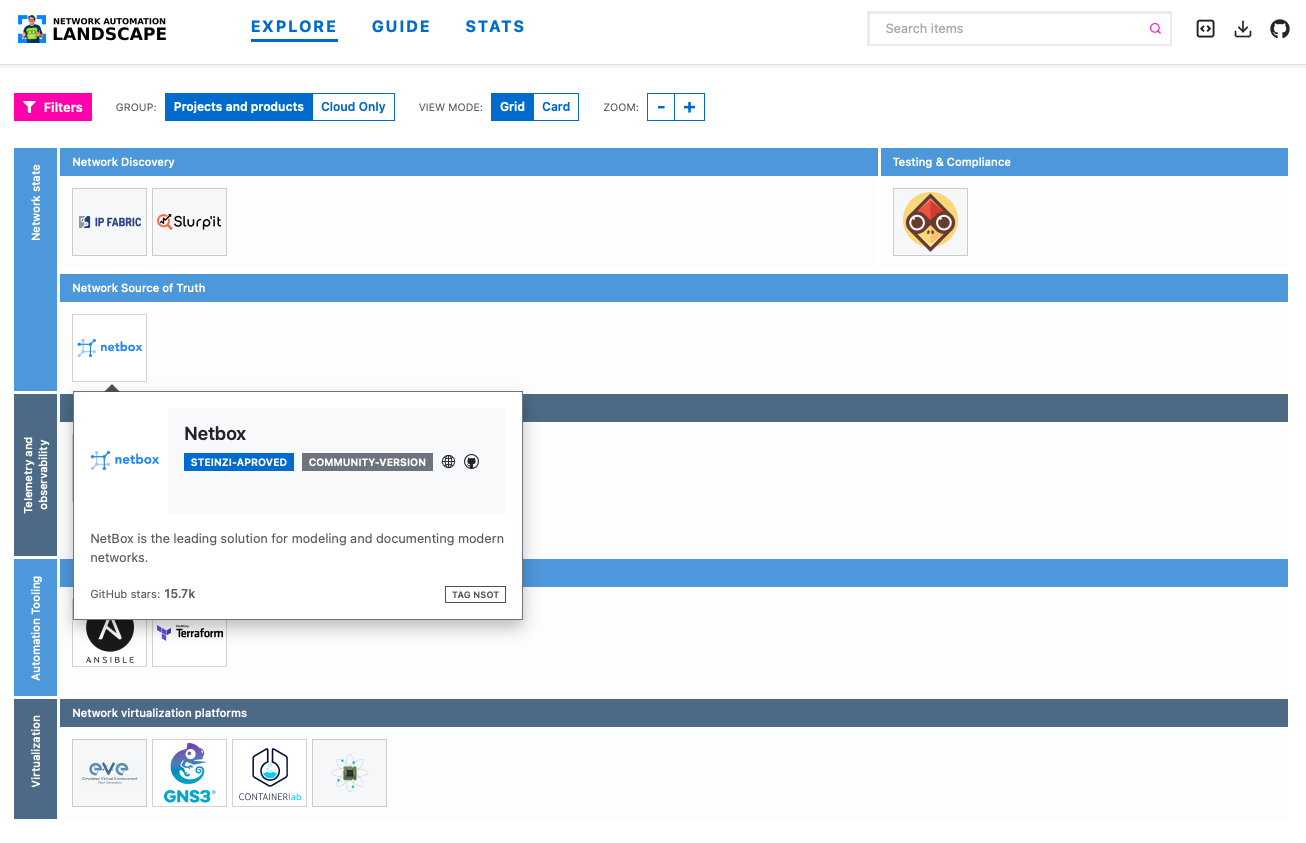 NETWORK AUTOMATION
LANDSCAPE
EXPLORE GUIDE STATS
Search items
Filters GROUP: Projects and products Cloud Only VIEW MODE: Grid Card ZOOM: - +
Network state
Network Discovery
Testing & Compliance
IP FABRIC
Slurp'it
Network Source of Truth
netbox
Telemetry and
observability
netbox
Netbox
STEINZI-APROVED COMMUNITY-VERSION
NetBox is the leading solution for modeling and documenting modern
networks.
GitHub stars: 15.7k
TAG NSOT
Automation Tooling
ANSIBLE
Terraform
Virtualization
Network virtualization platforms
eve
Emulated Virtual Environment
GNS3
CONTAINERlab